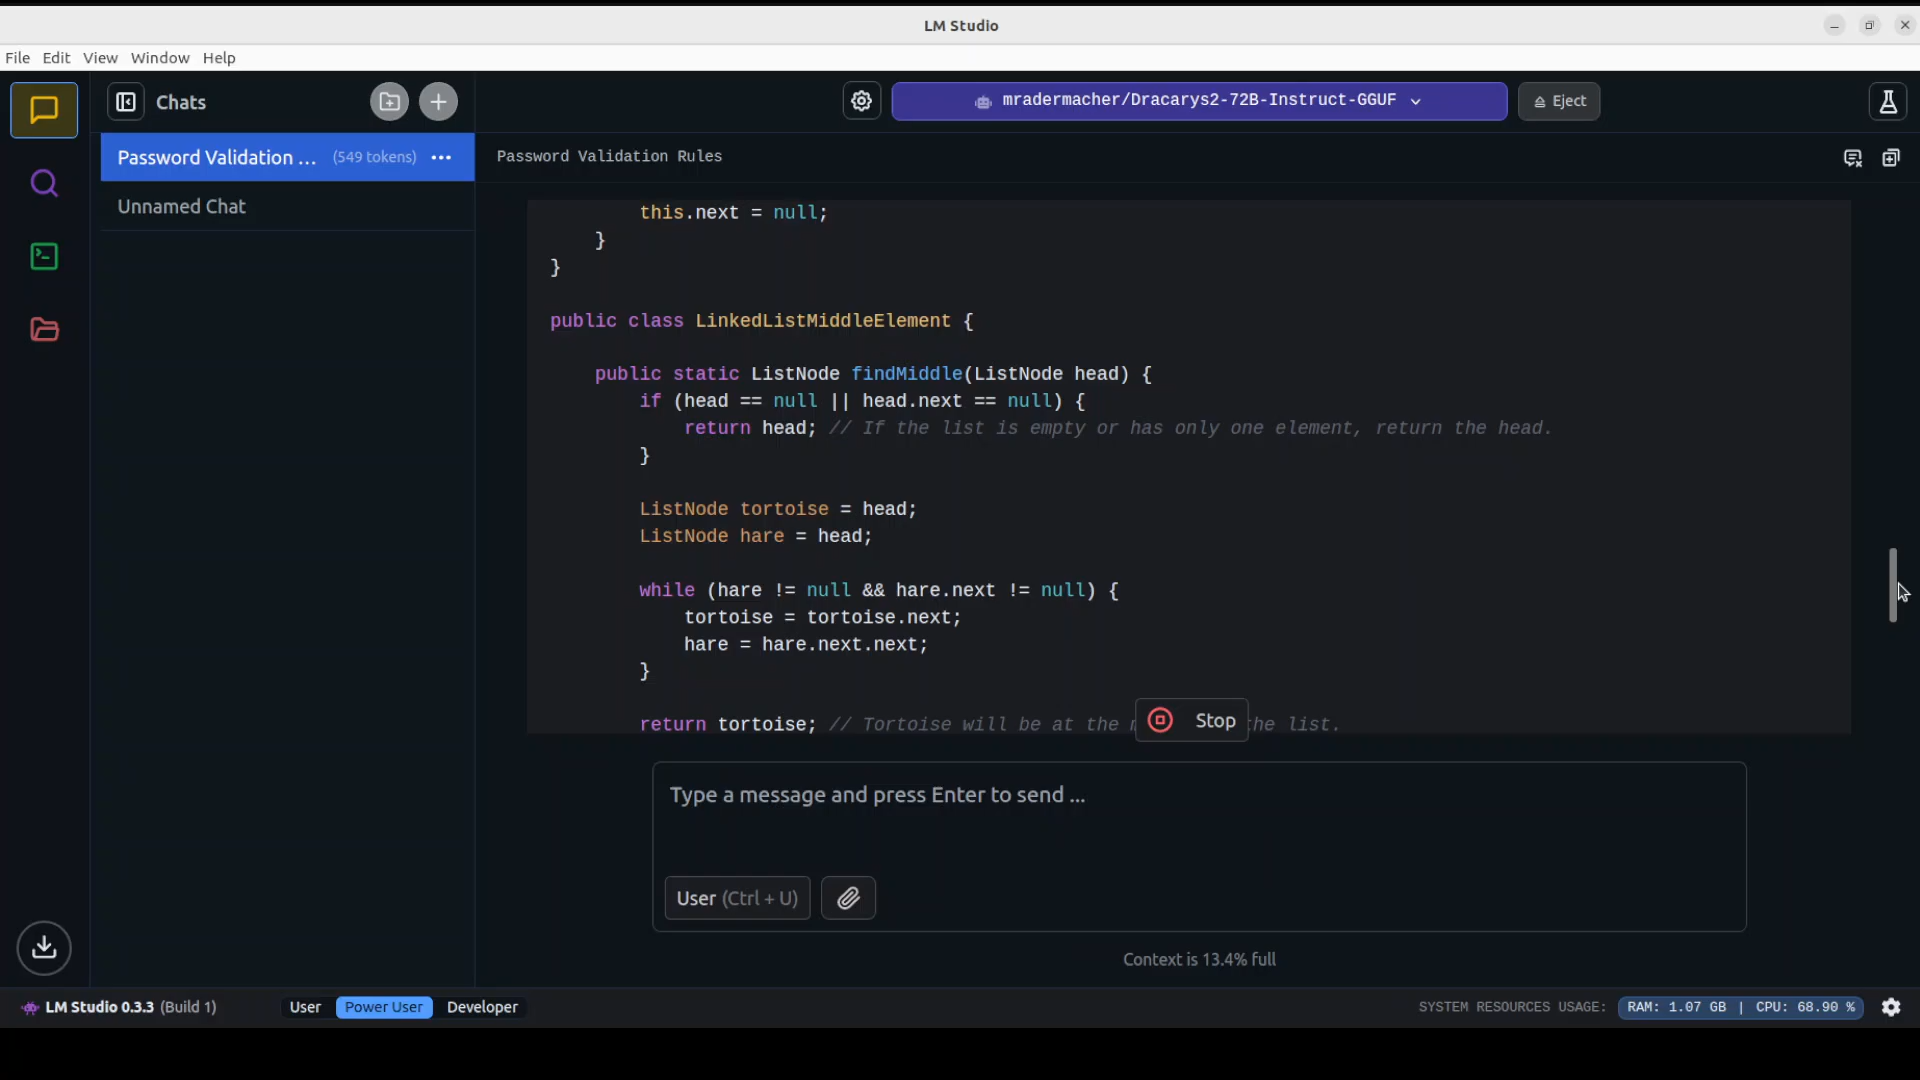 LM Studio
File Edit View Window Help
Chats
mradermacher/Dracarys2-72B-Instruct-GGUF
Eject
Password Validation ... (549 tokens)
Unnamed Chat
Password Validation Rules
this.next = null;
}
}
public class LinkedListMiddleElement {
public static ListNode findMiddle(ListNode head) {
if (head == null || head.next == null) {
return head; // If the list is empty or has only one element, return the head.
}
ListNode tortoise = head;
ListNode hare = head;
while (hare != null && hare.next != null) {
tortoise = tortoise.next;
hare = hare.next.next;
}
return tortoise; // Tortoise will be at the he list.
Stop
Type a message and press Enter to send ...
User (Ctrl + U)
Context is 13.4% full
LM Studio 0.3.3 (Build 1)
User Power User Developer
SYSTEM RESOURCES USAGE: RAM: 1.07 GB | CPU: 68.90 %